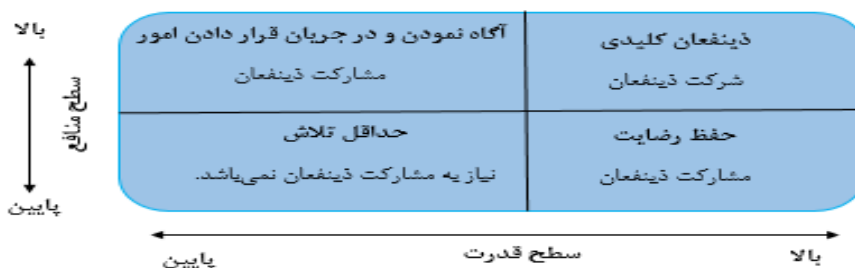 بالا
سطح منافع
پایین
ذینفعان کلیدی
شرکت ذینفعان
آگاه نمودن و در جریان قرار دادن امور
مشارکت ذینفعان
حفظ رضایت
مشارکت ذینفعان
حداقل تلاش
نیاز یه مشارکت ذینفعان نمی‌باشد.
بالا
سطح قدرت
پایین